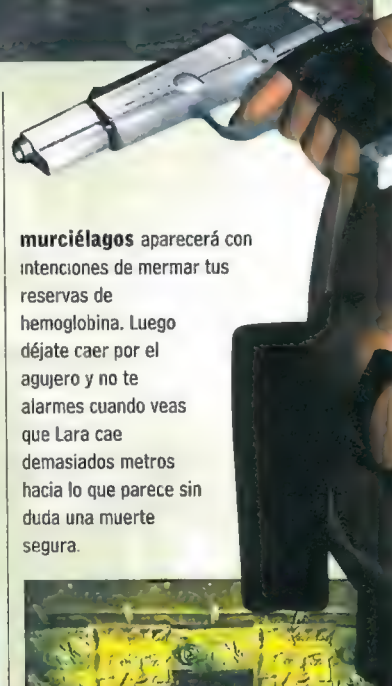 murciélagos aparecerá con
intenciones de mermar tus
reservas de
hemoglobina. Luego
déjate caer por el
agujero y no te
alarmes cuando veas
que Lara cae
demasiados metros
hacia lo que parece sin
duda una muerte
segura.